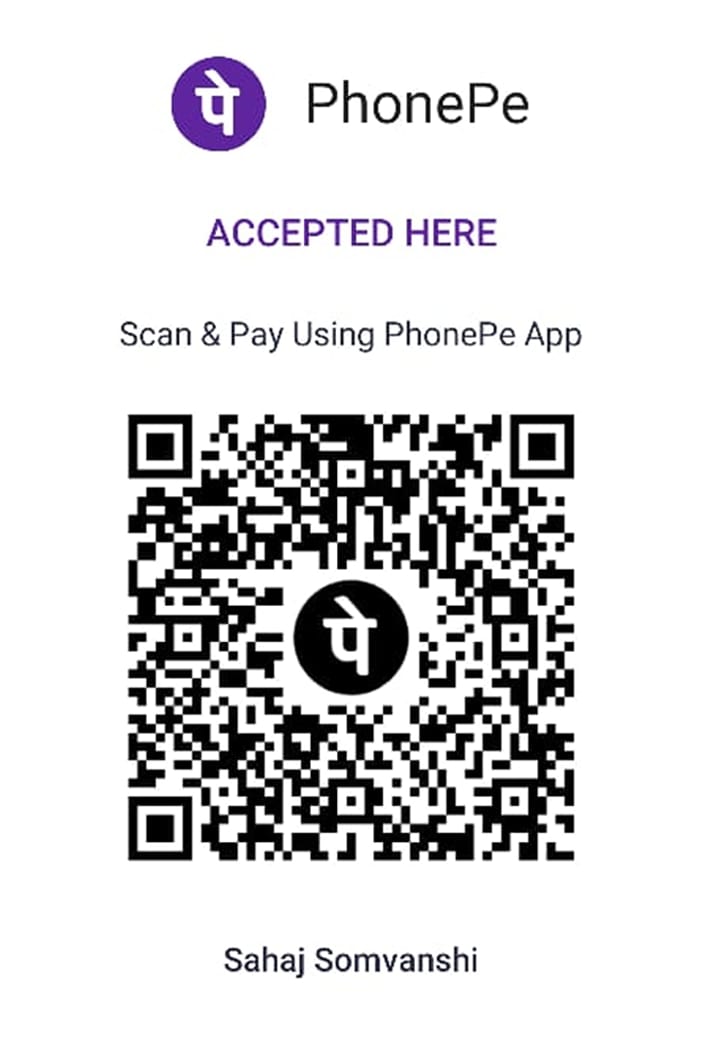 पे PhonePe
ACCEPTED HERE
Scan & Pay Using PhonePe App
पे
Sahaj Somvanshi